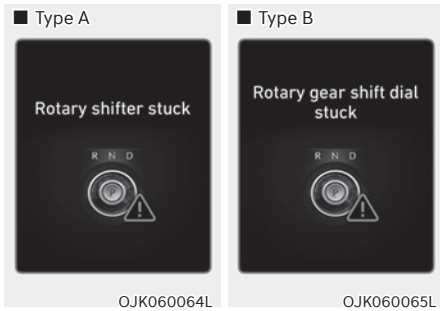 ■ Type A
Rotary shifter stuck
R N D
P
OJK060064L
■ Type B
Rotary gear shift dial
stuck
R N D
P
OJK060065L